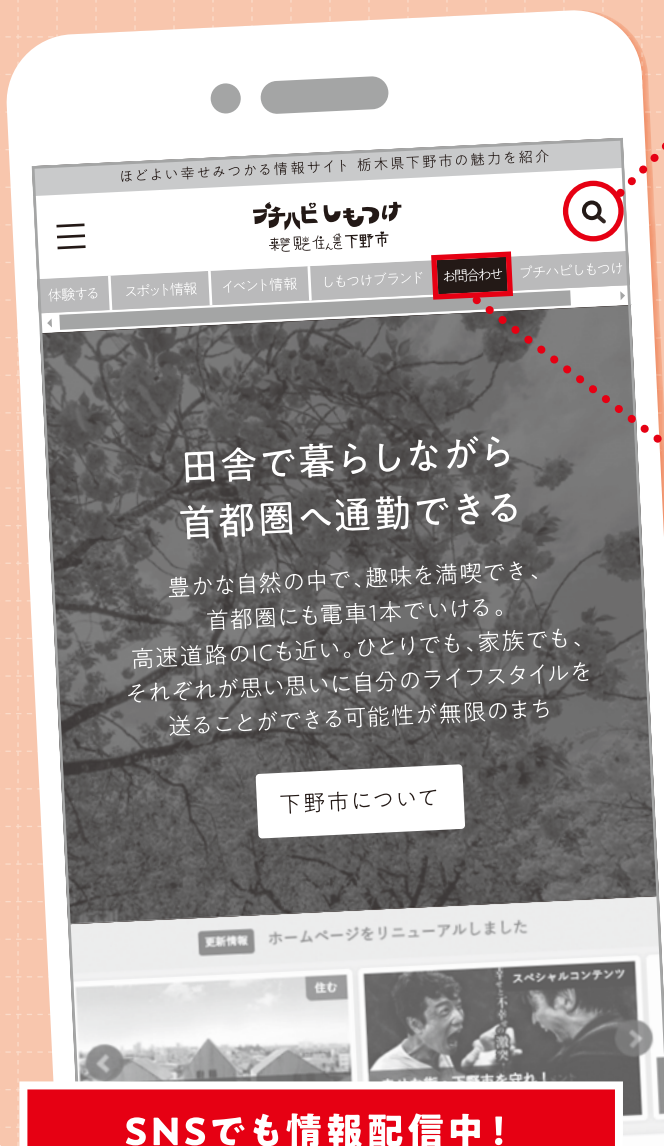 ほどよい幸せみつかる情報サイト 栃木県下野市の魅力を紹介
プチハピしもつけ
下野市
体験する スポット情報 イベント情報 しもつけブランド お問合わせ プチハピしもつけ
田舎で暮らしながら
首都圏へ通勤できる
豊かな自然の中で、趣味を満喫でき、
首都圏にも電車1本でいける。
高速道路のICも近い。ひとりでも、家族でも、
それぞれが思い思いに自分のライフスタイルを
送ることができる可能性が無限のまち
下野市について
更新情報 ホームページをリニューアルしました
住む
スペシャルコンテンツ
下野市を守れ!
SNSでも情報配信中!